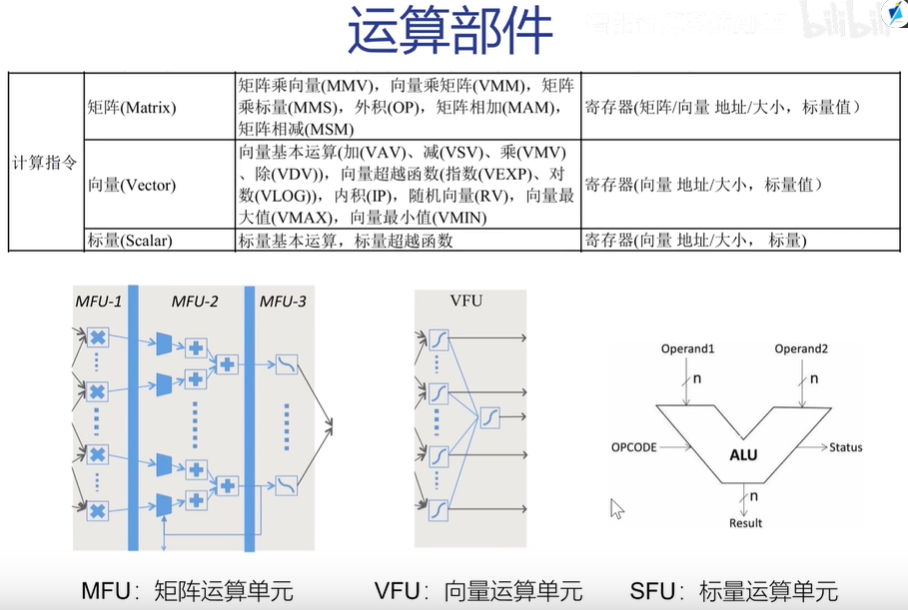 运算部件
bilibili
计算指令
矩阵(Matrix)
矩阵乘向量(MMV)，向量乘矩阵(VMM)，矩阵
乘标量(MMS)，外积(OP)，矩阵相加(MAM)，
矩阵相减(MSM)
寄存器(矩阵/向量 地址/大小，标量值）
向量(Vector)
向量基本运算(加(VAV)、减(VSV)、乘(VMV)
、除(VDV))，向量超越函数(指数(VEXP)、对
数(VLOG))，内积(IP)，随机向量(RV)，向量最
大值(VMAX)，向量最小值(VMIN)
寄存器(向量 地址/大小，标量值）
标量(Scalar)
标量基本运算，标量超越函数
寄存器(向量 地址/大小， 标量)
MFU-1
MFU-2
MFU-3
VFU
Operand1
Operand2
n
n
OPCODE
ALU
Status
n
Result
MFU：矩阵运算单元
VFU：向量运算单元
SFU：标量运算单元